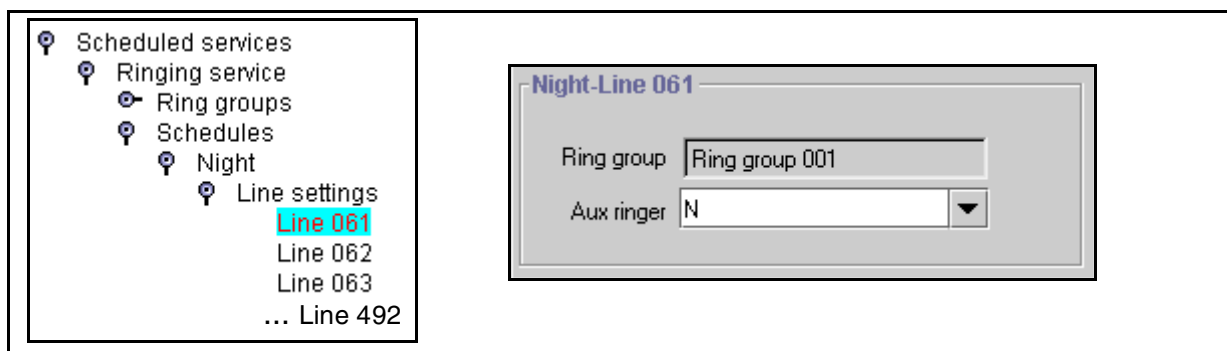 Scheduled services
Ringing service
Ring groups
Schedules
Night
Line settings
Line 061
Line 062
Line 063
... Line 492
Night-Line 061
Ring group Ring group 001
Aux ringer N